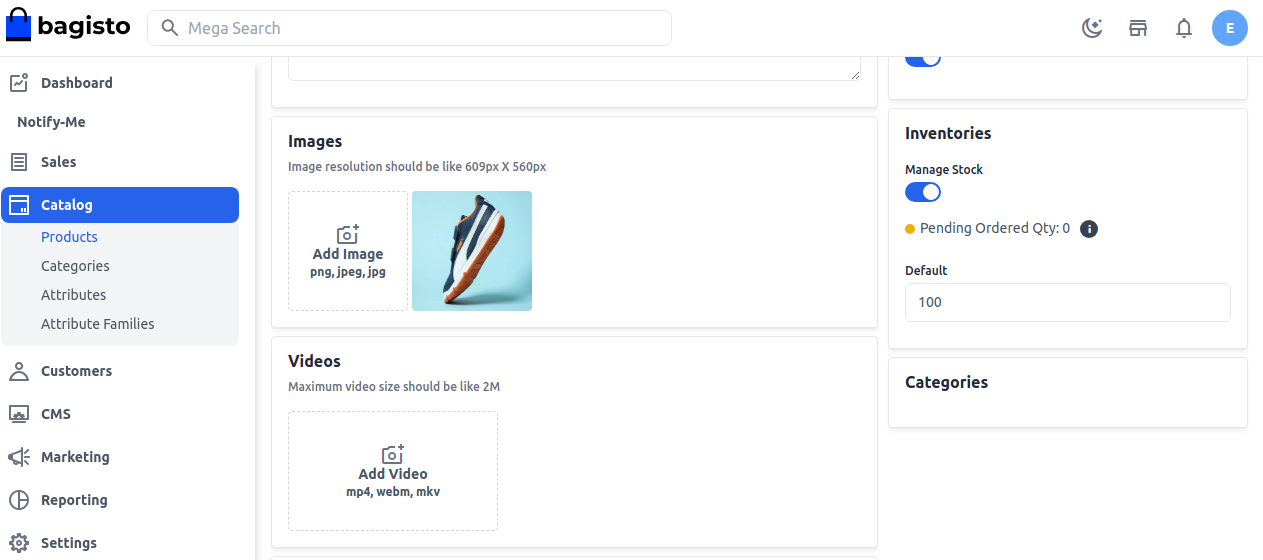 bagisto
Mega Search
E
Dashboard
Notify-Me
Sales
Catalog
Products
Categories
Attributes
Attribute Families
Customers
CMS
Marketing
Reporting
Settings
Images
Image resolution should be like 609px X 560px
Add Image
png, jpeg, jpg
Videos
Maximum video size should be like 2M
Add Video
mp4, webm, mkv
Inventories
Manage Stock
Pending Ordered Qty: 0
Default
100
Categories